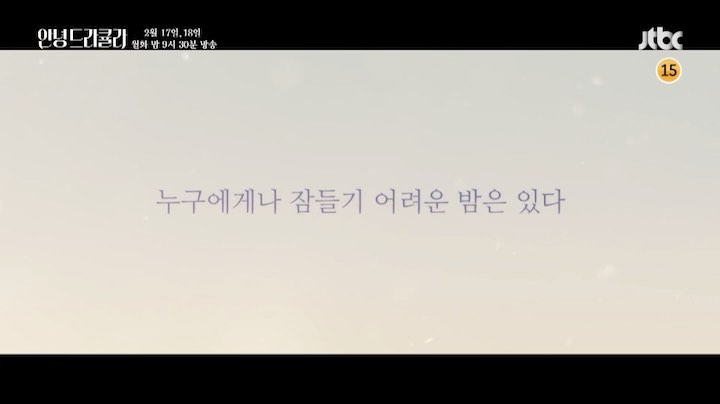 안녕 드라큘라
2월 17일, 18일
월화 밤 9시 30분 방송
jtbc
15
누구에게나 잠들기 어려운 밤은 있다